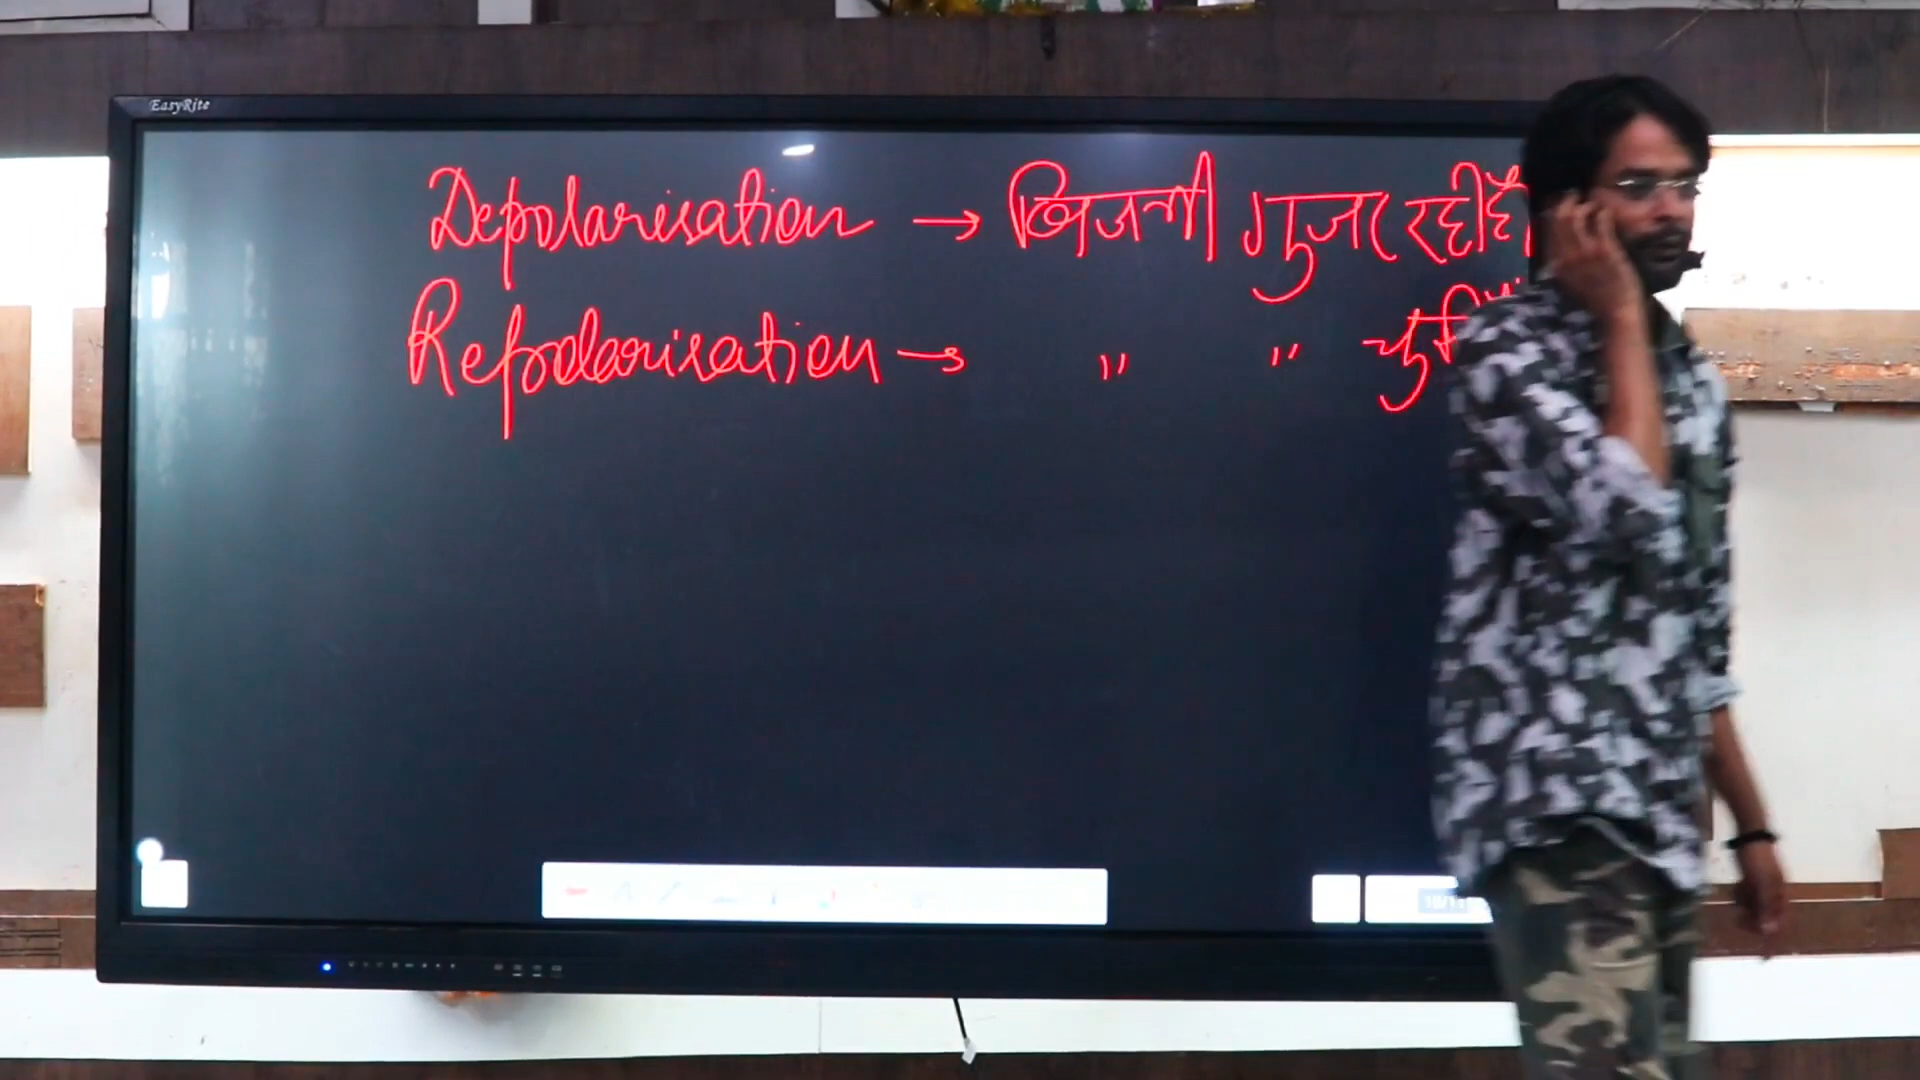 EasyRite
Depolarisation → बिजली गुजर रही है
Repolarisation → " "